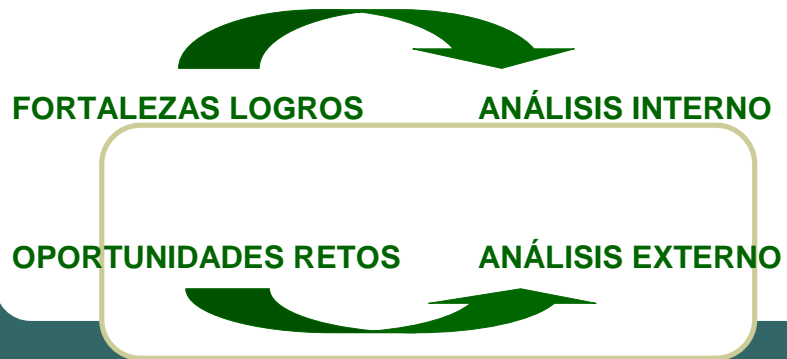 FORTALEZAS LOGROS ANÁLISIS INTERNO
OPORTUNIDADES RETOS ANÁLISIS EXTERNO